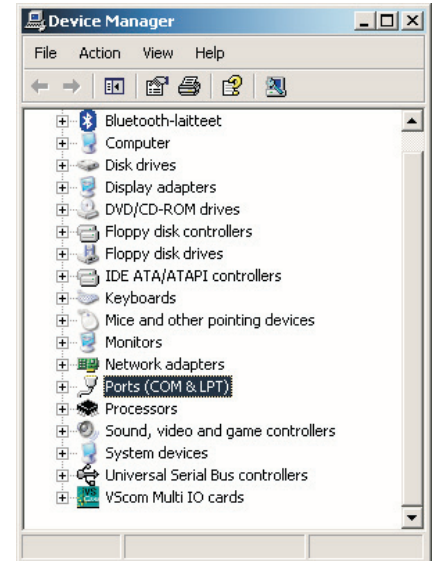 Device Manager
File Action View Help
Bluetooth-laitteet
Computer
Disk drives
Display adapters
DVD/CD-ROM drives
Floppy disk controllers
Floppy disk drives
IDE ATA/ATAPI controllers
Keyboards
Mice and other pointing devices
Monitors
Network adapters
Ports (COM & LPT)
Processors
Sound, video and game controllers
System devices
Universal Serial Bus controllers
VScom Multi IO cards